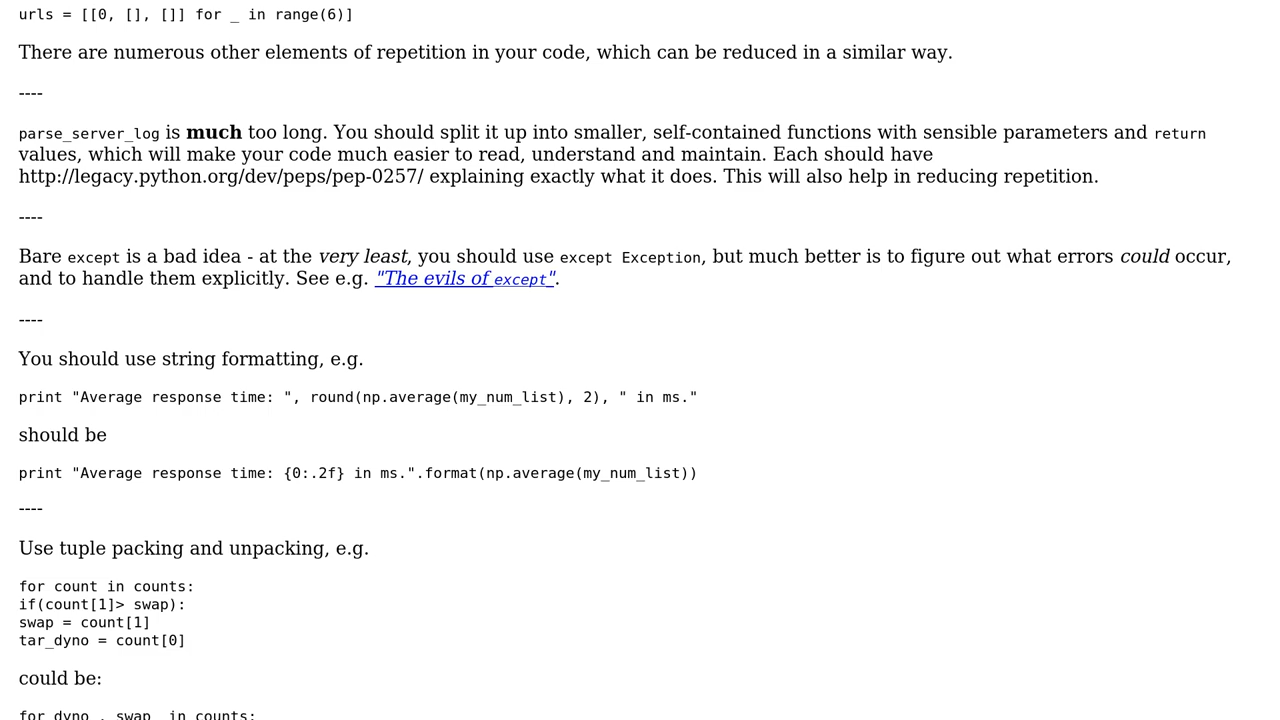 urls = [[0, [], []] for _ in range(6)]
There are numerous other elements of repetition in your code, which can be reduced in a similar way.
----
parse_server_log is much too long. You should split it up into smaller, self-contained functions with sensible parameters and return
values, which will make your code much easier to read, understand and maintain. Each should have
http://legacy.python.org/dev/peps/pep-0257/ explaining exactly what it does. This will also help in reducing repetition.
----
Bare except is a bad idea - at the very least, you should use except Exception, but much better is to figure out what errors could occur,
and to handle them explicitly. See e.g. "The evils of except".
----
You should use string formatting, e.g.
print "Average response time: ", round(np.average(my_num_list), 2), " in ms."
should be
print "Average response time: {0:.2f} in ms.".format(np.average(my_num_list))
----
Use tuple packing and unpacking, e.g.
for count in counts:
if(count[1]> swap):
swap = count[1]
tar_dyno = count[0]
could be:
for dyno_, swap_ in counts: